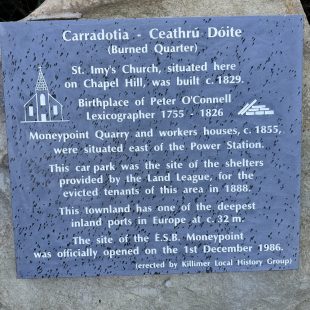 Carradotia - Ceathrú Dóite
(Burned Quarter)
St. Imy's Church, situated here
on Chapel Hill, was built c. 1829.
Birthplace of Peter O'Connell
Lexicographer 1755 - 1826
Moneypoint Quarry and workers houses, c. 1855,
were situated east of the Power Station.
This car park was the site of the shelters
provided by the Land League, for the
evicted tenants of this area in 1888.
This townland has one of the deepest
inland ports in Europe at c. 32 m.
The site of the E.S.B. Moneypoint
was officially opened on the 1st December 1986.
(erected by Killimer Local History Group)